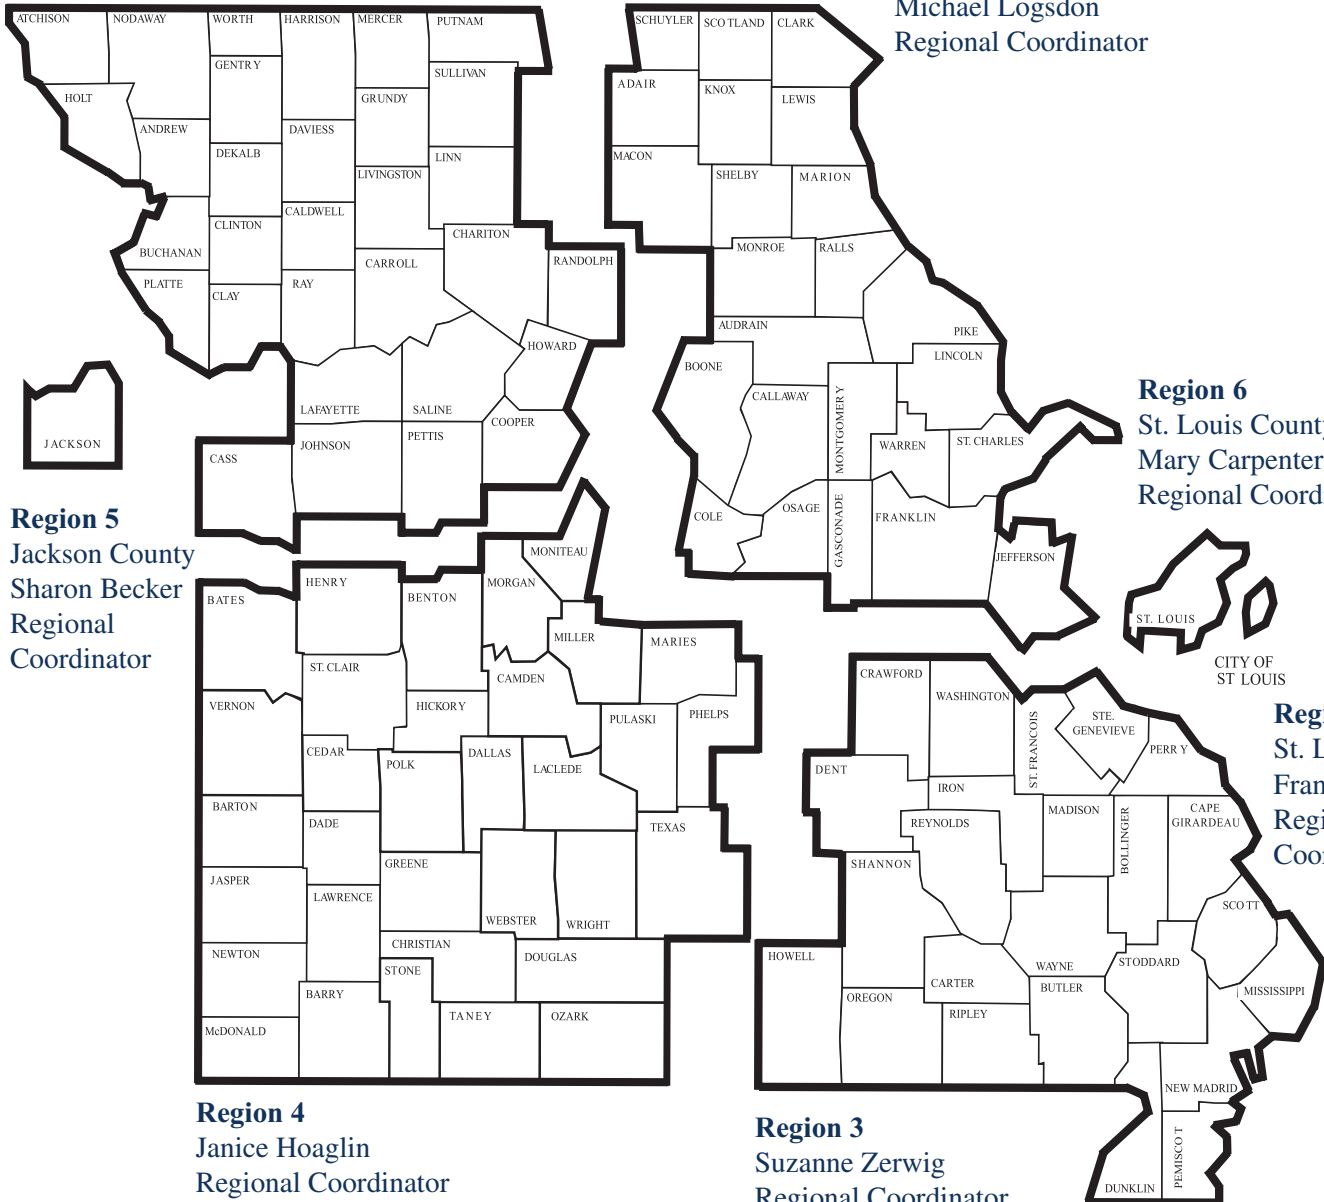 Michael Logsdon
Regional Coordinator
ATCHISON
NODAWAY
WORTH
HARRISON
MERCER
PUTNAM
GENTRY
SULLIVAN
HOLT
GRUNDY
ANDREW
DAVIESS
DEKALB
LINN
LIVINGSTON
CALDWELL
CLINTON
CHARITON
BUCHANAN
CARROLL
RANDOLPH
PLATTE
CLAY
RAY
HOWARD
LAFAYETTE
SALINE
COOPER
JACKSON
CASS
JOHNSON
PETTIS
SCHUYLER
SCOTLAND
CLARK
ADAIR
KNOX
LEWIS
MACON
SHELBY
MARION
MONROE
RALLS
AUDRAIN
PIKE
BOONE
LINCOLN
CALLAWAY
MONTGOMERY
WARREN
ST. CHARLES
COLE
OSAGE
GASCONADE
FRANKLIN
JEFFERSON
Region 6
St. Louis County
Mary Carpenter
Regional Coord
ST. LOUIS
CITY OF
ST LOUIS
Region 5
Jackson County
Sharon Becker
Regional
Coordinator
MONITEAU
HENRY
MORGAN
BATES
BENTON
MILLER
MARIES
ST. CLAIR
CAMDEN
VERNON
HICKORY
PULASKI
PHELPS
CEDAR
DALLAS
POLK
LACLEDE
BARTON
DADE
TEXAS
GREENE
JASPER
LAWRENCE
WEBSTER
WRIGHT
CHRISTIAN
NEWTON
DOUGLAS
STONE
BARRY
TANEY
OZARK
McDONALD
CRAWFORD
WASHINGTON
ST. FRANCOIS
STE.
GENEVIEVE
PERRY
DENT
IRON
MADISON
BOLLINGER
CAPE
GIRARDEAU
REYNOLDS
SHANNON
SCOTT
HOWELL
WAYNE
STODDARD
CARTER
BUTLER
MISSISSIPPI
OREGON
RIPLEY
NEW MADRID
PEMISCOT
DUNKLIN
Regi
St. L
Fran
Regi
Coor
Region 4
Janice Hoaglin
Regional Coordinator
Region 3
Suzanne Zerwig
Regional Coordinator